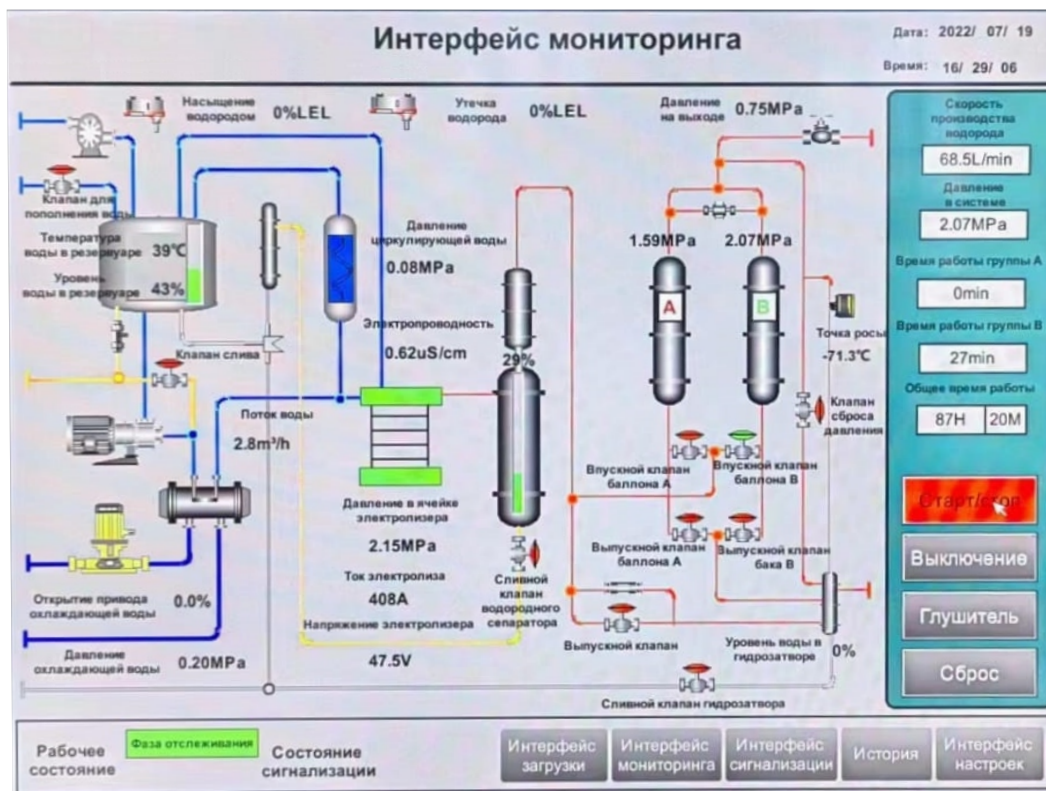 Интерфейс мониторинга
Дата: 2022/ 07/ 19
Время: 16/ 29/ 06
Насыщение
водородом
0%LEL
Утечка
водорода
0%LEL
Давление
на выходе
0.75MPa
Клапан для
пополнения воды
Температура
воды в резервуаре
39℃
Уровень
воды в резервуаре
43%
Давление
циркулирующей воды
0.08MPa
Электропроводность
0.62uS/cm
Клапан слива
Поток воды
2.8m³/h
29%
1.59MPa
2.07MPa
A
B
Точка росы
-71.3℃
Клапан
сброса
давления
Впускной клапан
баллона A
Впускной клапан
баллона B
Давление в ячейке
электролизера
2.15MPa
Ток электролиза
408A
Напряжение электролизера
47.5V
Сливной
клапан
водородного
сепаратора
Выпускной клапан
баллона A
Выпускной клапан
бака B
Открытие привода
охлаждающей воды
0.0%
Давление
охлаждающей воды
0.20MPa
Выпускной клапан
Уровень воды в
гидрозатворе
0%
Сливной клапан гидрозатвора
Скорость
производства
водорода
68.5L/min
Давление
в системе
2.07MPa
Время работы группы A
0min
Время работы группы B
27min
Общее время работы
87H 20M
Старт/стоп
Выключение
Глушитель
Сброс
Рабочее
состояние
Фаза отслеживания
Состояние
сигнализации
Интерфейс
загрузки
Интерфейс
мониторинга
Интерфейс
сигнализации
История
Интерфейс
настроек